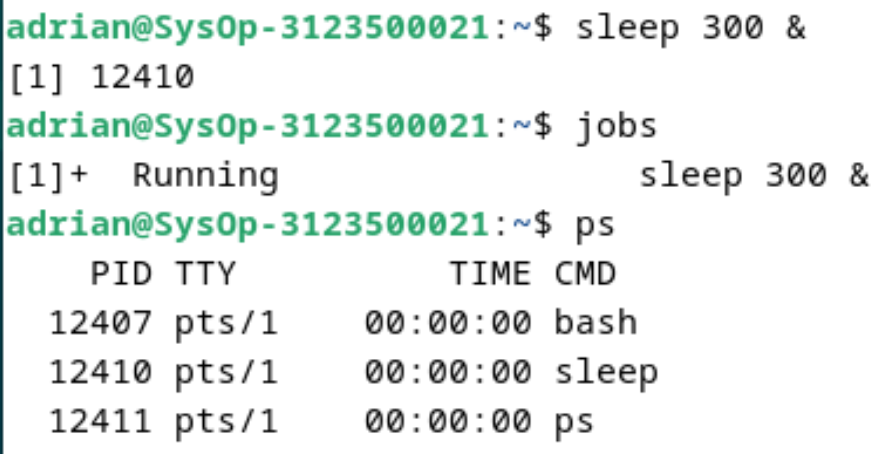 adrian@SysOp-3123500021:~$ sleep 300 &
[1] 12410
adrian@SysOp-3123500021:~$ jobs
[1]+  Running                 sleep 300 &
adrian@SysOp-3123500021:~$ ps
    PID TTY          TIME CMD
  12407 pts/1    00:00:00 bash
  12410 pts/1    00:00:00 sleep
  12411 pts/1    00:00:00 ps